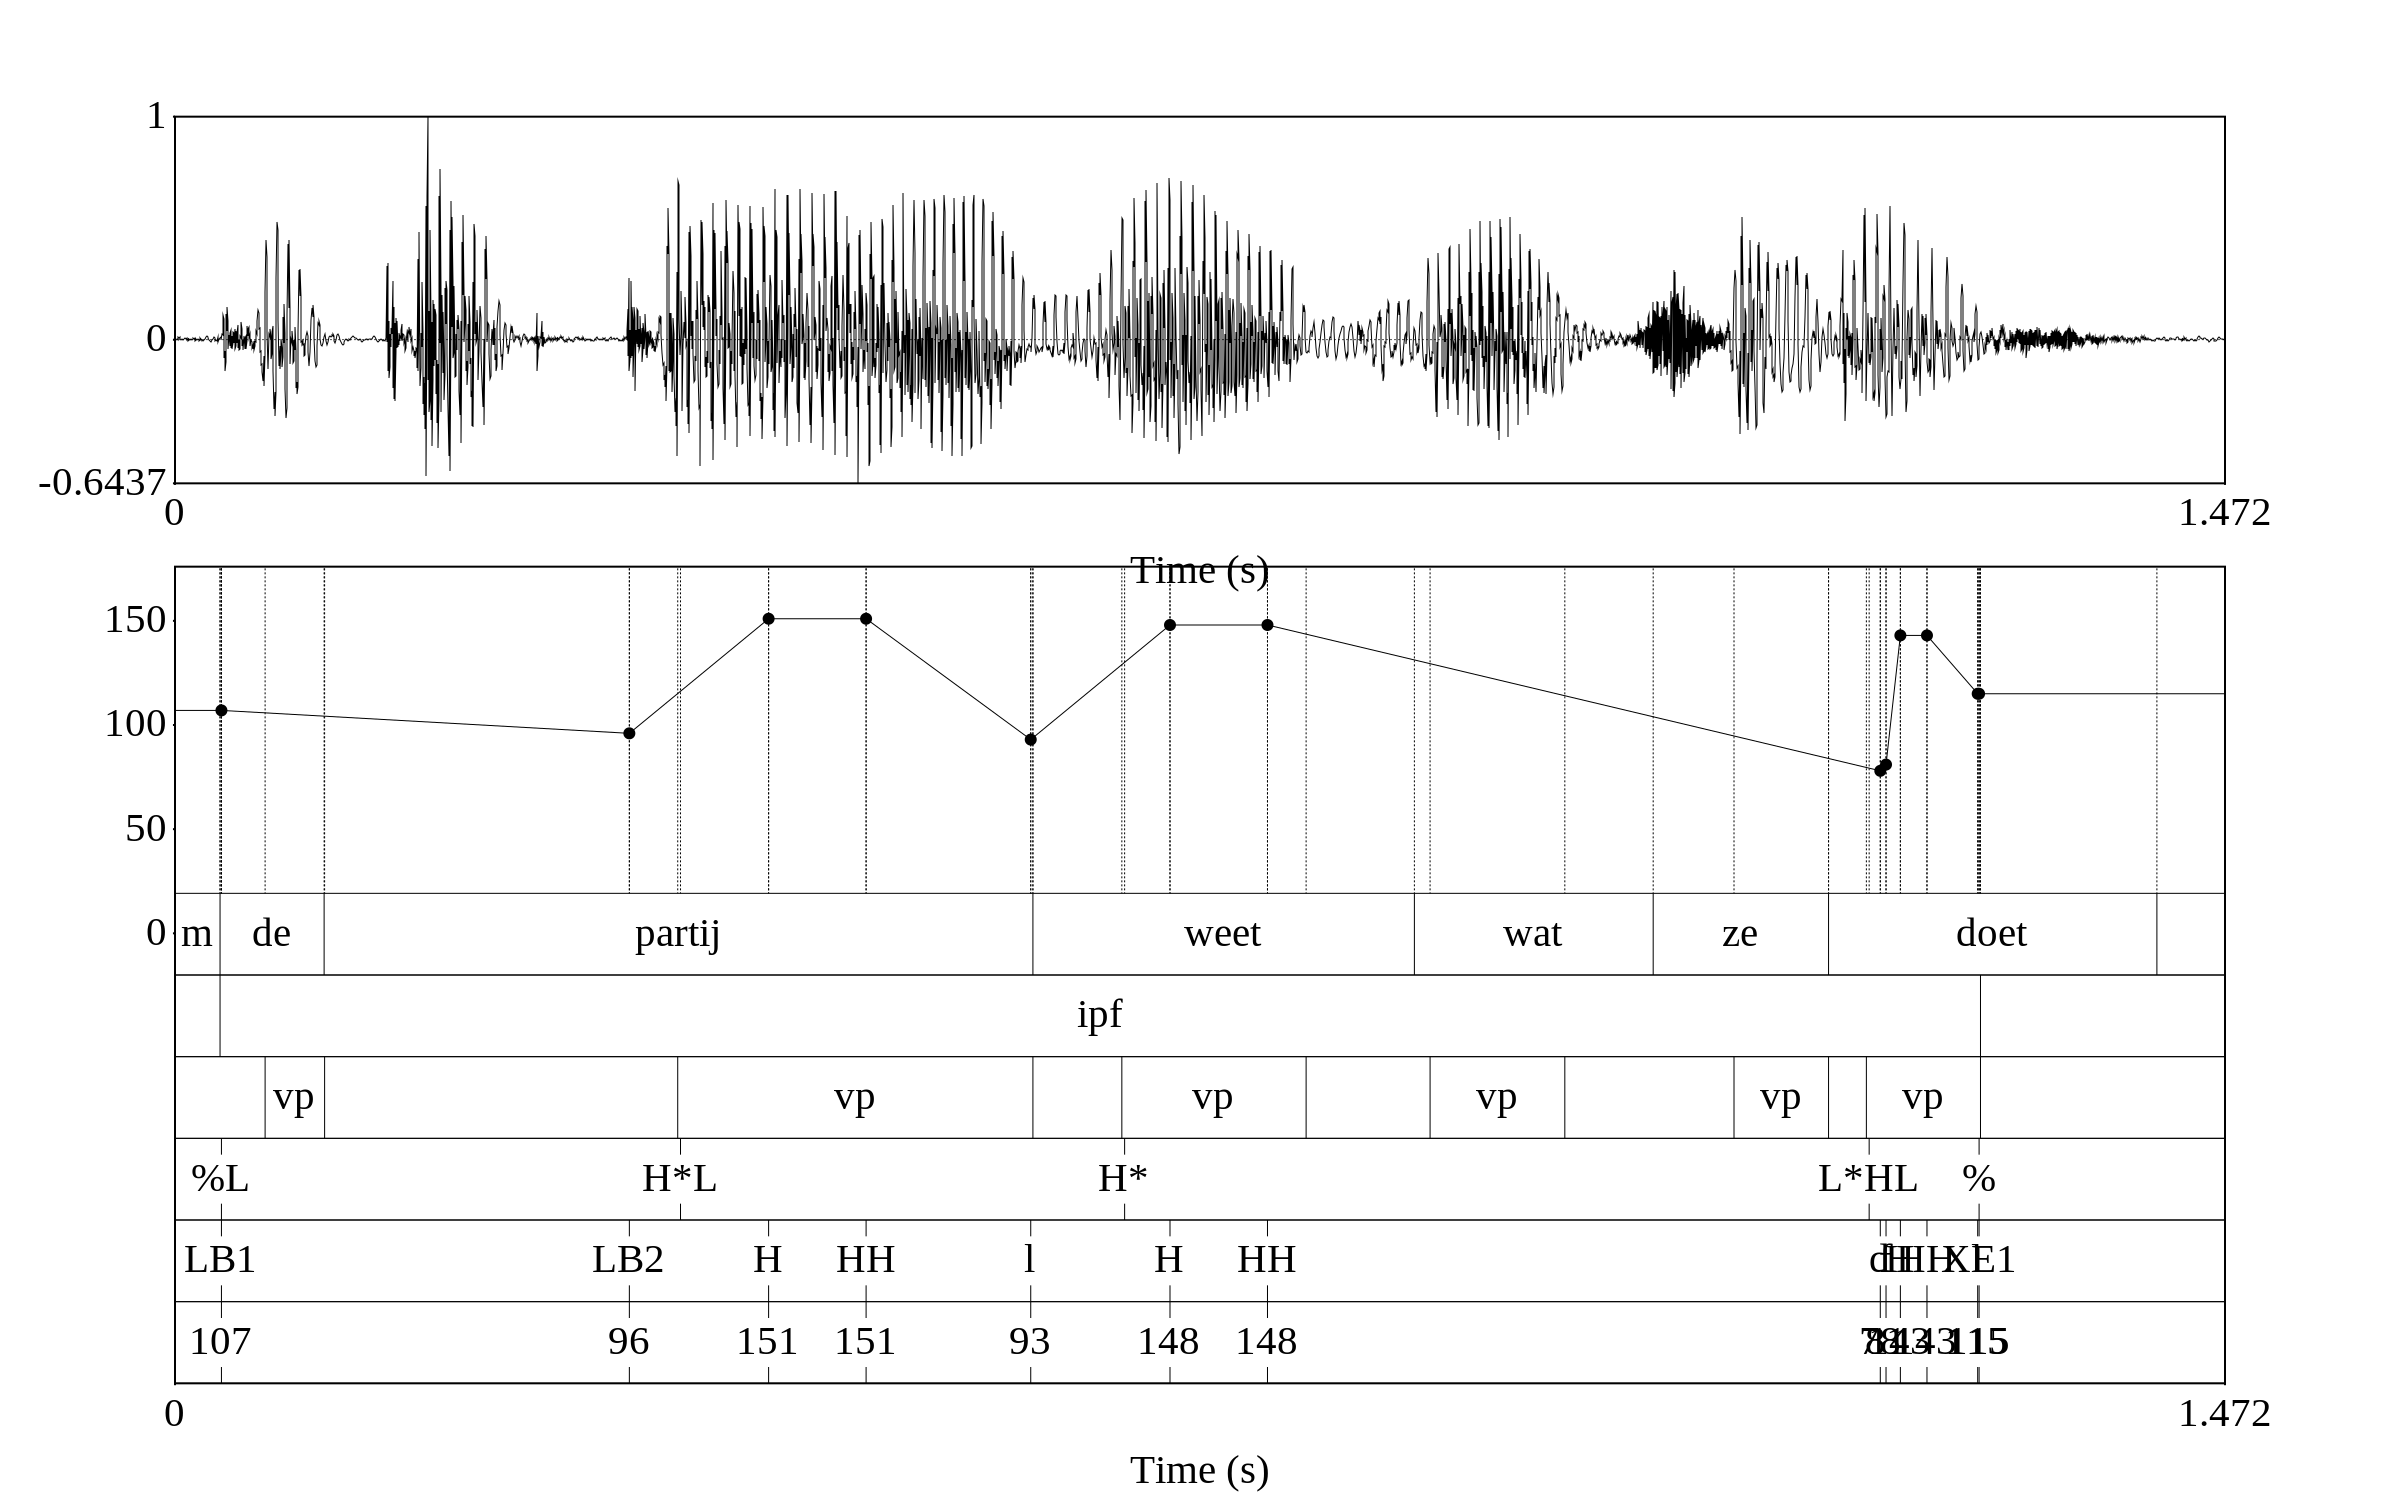 1
0
-0.6437
0 1.472
Time (s)
150
100
50
0 m de partij weet wat ze doet
ipf
vp vp vp vp vp vp
%L H*L H* L*HL %
LB1 LB2 H HH l H HH
107 96 151 151 93 148 148
0 1.472
Time (s)